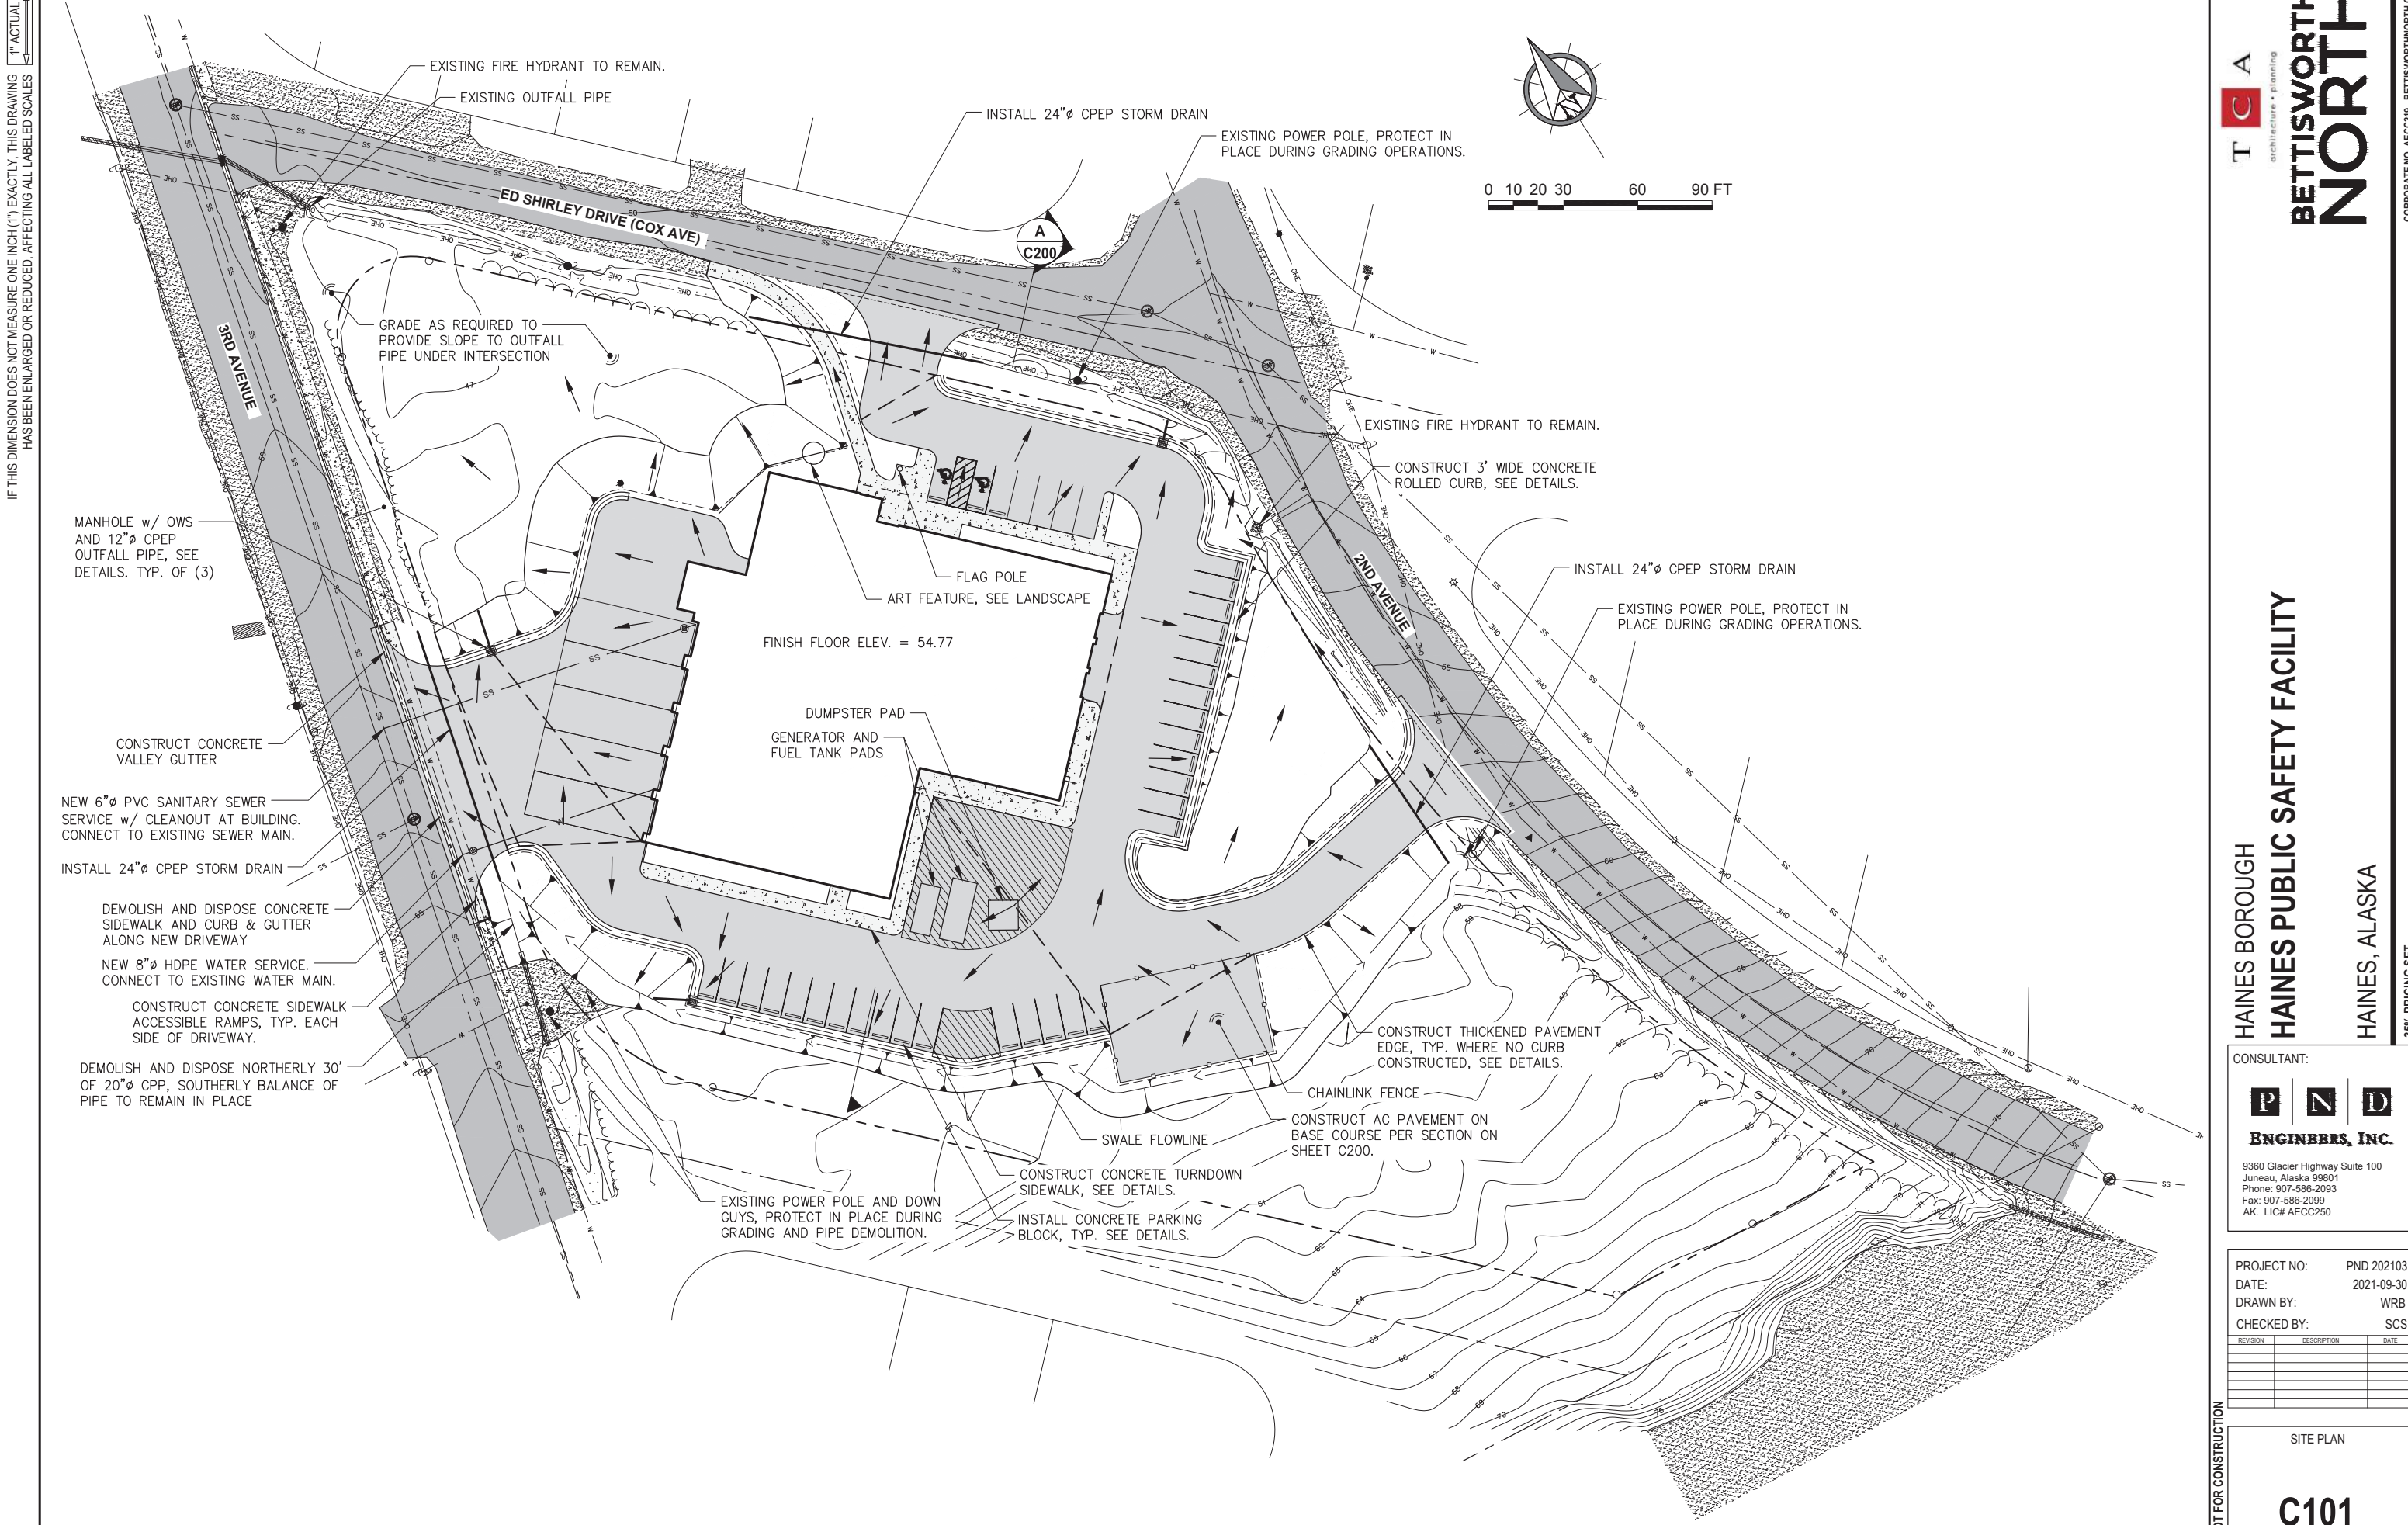 1" ACTUAL
IF THIS DIMENSION DOES NOT MEASURE ONE INCH (1") EXACTLY, THIS DRAWING
HAS BEEN ENLARGED OR REDUCED, AFFECTING ALL LABELED SCALES
EXISTING FIRE HYDRANT TO REMAIN.
EXISTING OUTFALL PIPE
INSTALL 24"ø CPEP STORM DRAIN
EXISTING POWER POLE, PROTECT IN
PLACE DURING GRADING OPERATIONS.
0 10 20 30 60 90 FT
N
ED SHIRLEY DRIVE (COX AVE)
A
C200
3RD AVENUE
GRADE AS REQUIRED TO
PROVIDE SLOPE TO OUTFALL
PIPE UNDER INTERSECTION
47
EXISTING FIRE HYDRANT TO REMAIN.
CONSTRUCT 3' WIDE CONCRETE
ROLLED CURB, SEE DETAILS.
MANHOLE w/ OWS
AND 12"ø CPEP
OUTFALL PIPE, SEE
DETAILS. TYP. OF (3)
2ND AVENUE
INSTALL 24"ø CPEP STORM DRAIN
EXISTING POWER POLE, PROTECT IN
PLACE DURING GRADING OPERATIONS.
FLAG POLE
ART FEATURE, SEE LANDSCAPE
FINISH FLOOR ELEV. = 54.77
DUMPSTER PAD
GENERATOR AND
FUEL TANK PADS
CONSTRUCT CONCRETE
VALLEY GUTTER
NEW 6"ø PVC SANITARY SEWER
SERVICE w/ CLEANOUT AT BUILDING.
CONNECT TO EXISTING SEWER MAIN.
INSTALL 24"ø CPEP STORM DRAIN
DEMOLISH AND DISPOSE CONCRETE
SIDEWALK AND CURB & GUTTER
ALONG NEW DRIVEWAY
NEW 8"ø HDPE WATER SERVICE.
CONNECT TO EXISTING WATER MAIN.
CONSTRUCT CONCRETE SIDEWALK
ACCESSIBLE RAMPS, TYP. EACH
SIDE OF DRIVEWAY.
DEMOLISH AND DISPOSE NORTHERLY 30'
OF 20"ø CPP, SOUTHERLY BALANCE OF
PIPE TO REMAIN IN PLACE
CONSTRUCT THICKENED PAVEMENT
EDGE, TYP. WHERE NO CURB
CONSTRUCTED, SEE DETAILS.
CHAINLINK FENCE
CONSTRUCT AC PAVEMENT ON
BASE COURSE PER SECTION ON
SHEET C200.
SWALE FLOWLINE
CONSTRUCT CONCRETE TURNDOWN
SIDEWALK, SEE DETAILS.
INSTALL CONCRETE PARKING
BLOCK, TYP. SEE DETAILS.
EXISTING POWER POLE AND DOWN
GUYS, PROTECT IN PLACE DURING
GRADING AND PIPE DEMOLITION.
T C A
architecture • planning
BETTISWORTH
NORTH
HAINES BOROUGH
HAINES PUBLIC SAFETY FACILITY
HAINES, ALASKA
CONSULTANT:
P N D
ENGINEERS, INC.
9360 Glacier Highway Suite 100
Juneau, Alaska 99801
Phone: 907-586-2093
Fax: 907-586-2099
AK. LIC# AECC250
PROJECT NO: PND 202103
DATE: 2021-09-30
DRAWN BY: WRB
CHECKED BY: SCS
REVISION DESCRIPTION DATE
FOR CONSTRUCTION
SITE PLAN
C101